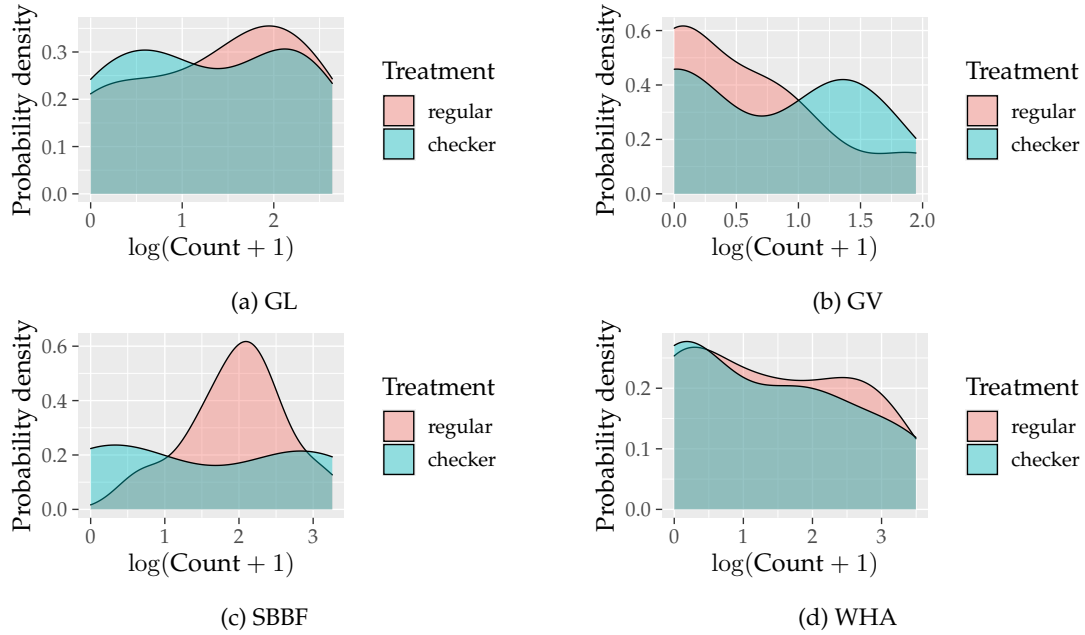 Probability density
0.3
0.2
0.1
0.0
0
1
2
log(Count + 1)
Treatment
regular
checker
(a) GL
Probability density
0.6
0.4
0.2
0.0
0.0
0.5
1.0
1.5
2.0
log(Count + 1)
Treatment
regular
checker
(b) GV
Probability density
0.6
0.4
0.2
0.0
0
1
2
3
log(Count + 1)
Treatment
regular
checker
(c) SBBF
Probability density
0.2
0.1
0.0
0
1
2
3
log(Count + 1)
Treatment
regular
checker
(d) WHA